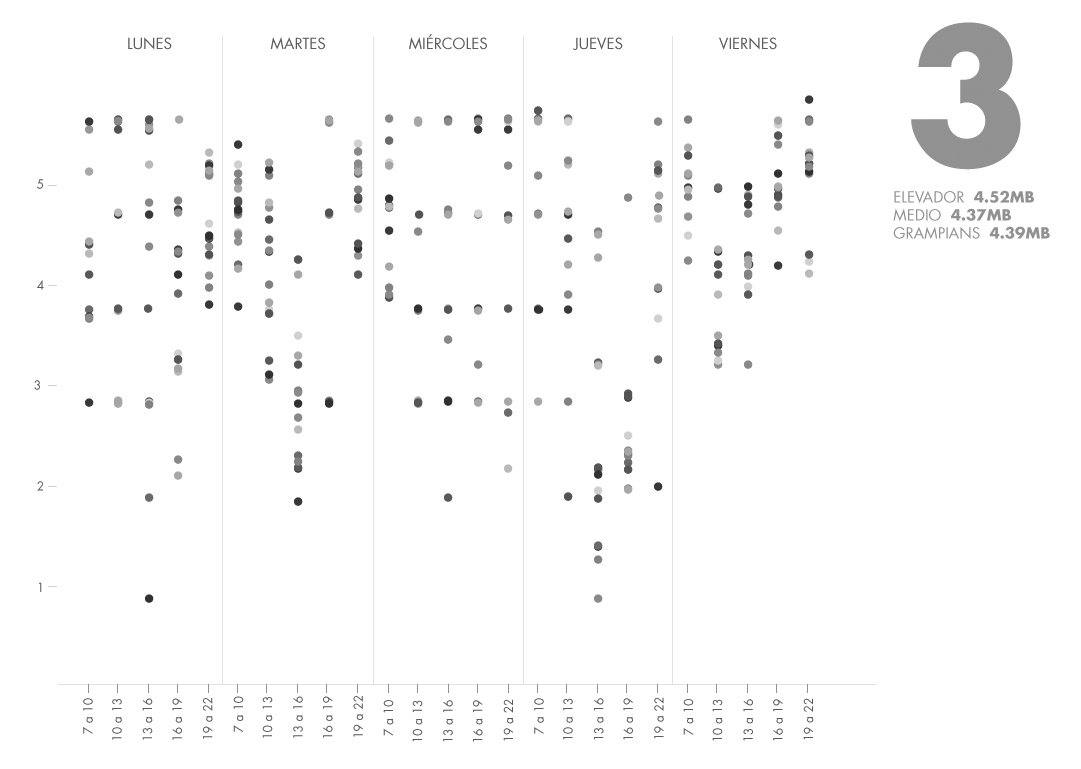 LUNES MARTES MIÉRCOLES JUEVES VIERNES
3
ELEVADOR 4.52MB
MEDIO 4.37MB
GRAMPIANS 4.39MB
5
4
3
2
1
7 a 10 10 a 13 13 a 16 16 a 19 19 a 22 7 a 10 10 a 13 13 a 16 16 a 19 19 a 22 7 a 10 10 a 13 13 a 16 16 a 19 19 a 22 7 a 10 10 a 13 13 a 16 16 a 19 19 a 22 7 a 10 10 a 13 13 a 16 16 a 19 19 a 22